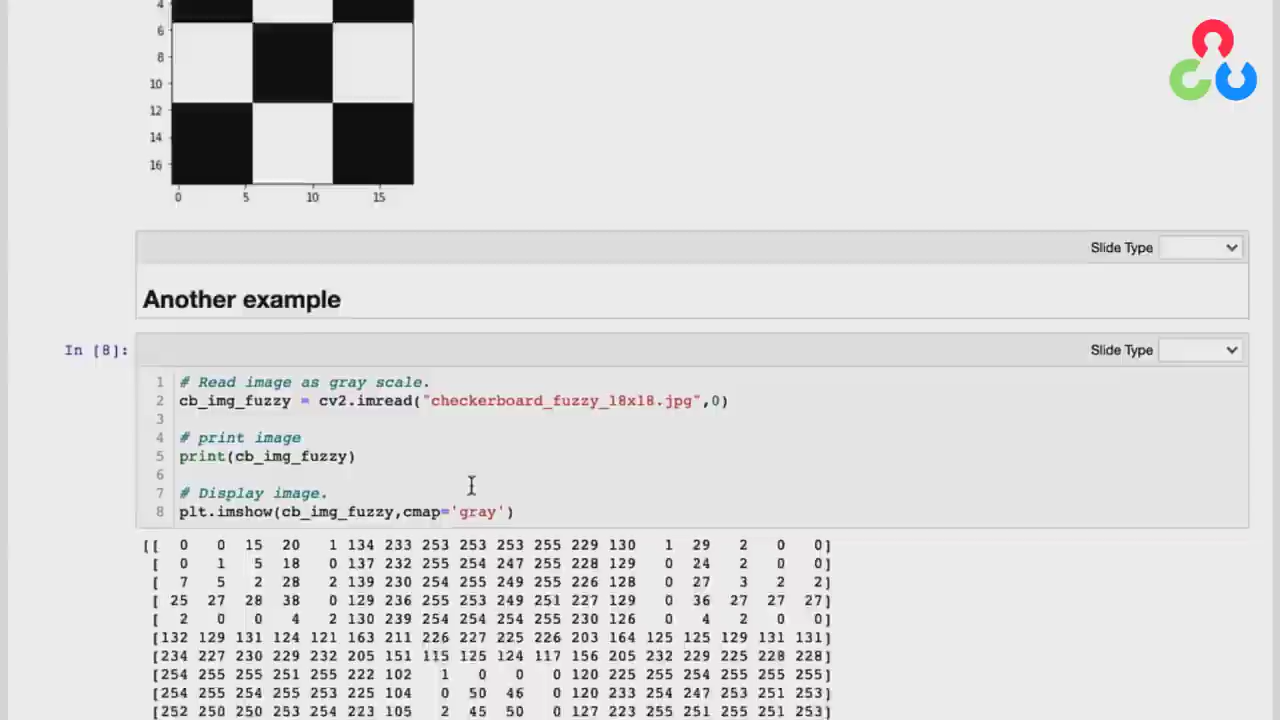 4
6
8
10
12
14
16
0 5 10 15
Slide Type
Another example
In [8]:
Slide Type
1 # Read image as gray scale.
2 cb_img_fuzzy = cv2.imread("checkerboard_fuzzy_18x18.jpg",0)
3
4 # print image
5 print(cb_img_fuzzy)
6
7 # Display image.
8 plt.imshow(cb_img_fuzzy,cmap='gray')
[[ 0 0 15 20 1 134 233 253 253 253 255 229 130 1 29 2 0 0]
[ 0 1 5 18 0 137 232 255 254 247 255 228 129 0 24 2 0 0]
[ 7 5 2 28 2 139 230 254 255 249 255 226 128 0 27 3 2 2]
[ 25 27 28 38 0 129 236 255 253 249 251 227 129 0 36 27 27 27]
[ 2 0 0 4 2 130 239 254 254 254 255 230 126 0 4 2 0 0]
[132 129 131 124 121 163 211 226 227 225 226 203 164 125 125 129 131 131]
[234 227 230 229 232 205 151 115 125 124 117 156 205 232 229 225 228 228]
[254 255 255 251 255 222 102 1 0 0 0 120 225 255 254 255 255 255]
[254 255 254 255 253 225 104 0 50 46 0 120 233 254 247 253 251 253]
[252 250 250 253 254 223 105 2 45 50 0 127 223 255 251 255 251 253]